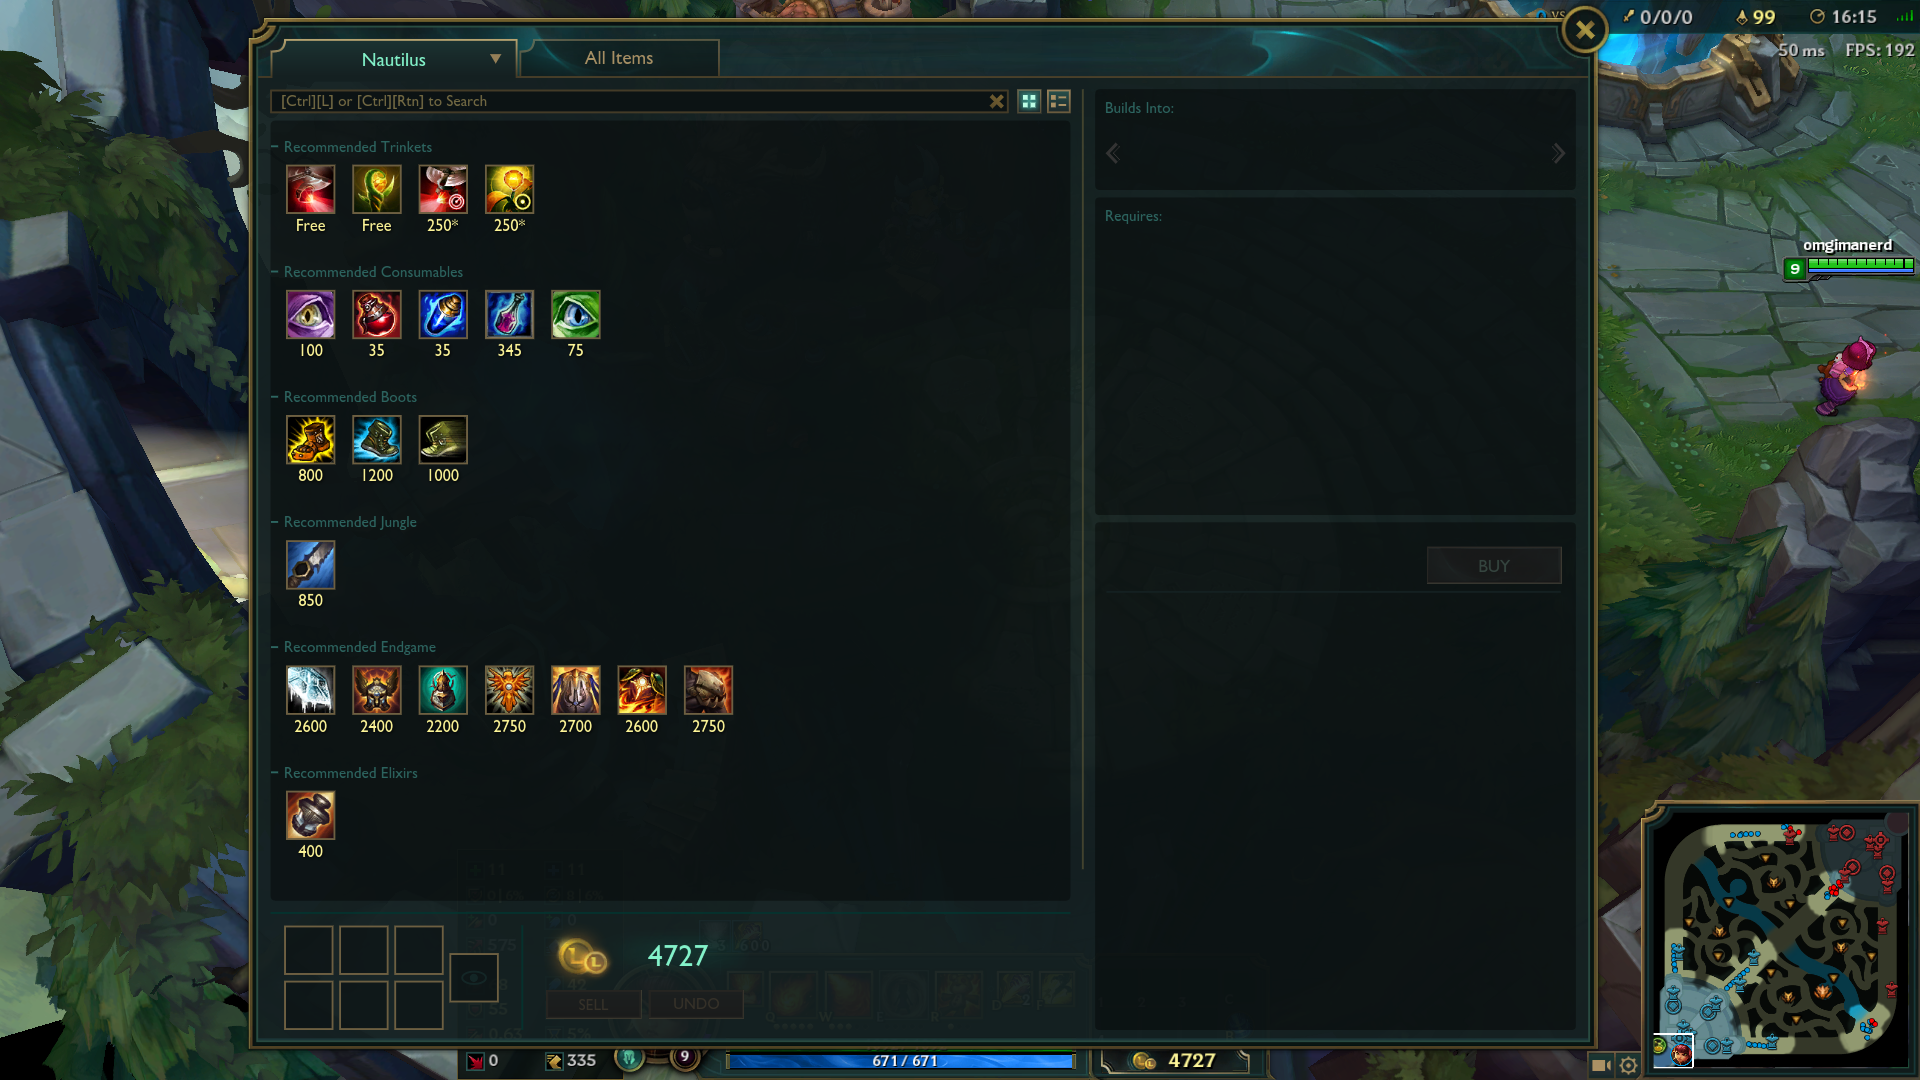 VS
0/0/0
99
16:15
50 ms FPS: 192
Nautilus
All Items
[Ctrl][L] or [Ctrl][Rtn] to Search
Recommended Trinkets
Free
Free
250*
250*
Recommended Consumables
100
35
35
345
75
Recommended Boots
800
1200
1000
Recommended Jungle
850
Recommended Endgame
2600
2400
2200
2750
2700
2600
2750
Recommended Elixirs
400
Builds Into:
Requires:
BUY
omgimanerd
9
4727
SELL
UNDO
0
335
9
671 / 671
4727